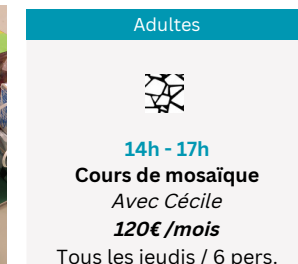 Adultes
14h - 17h
Cours de mosaïque
Avec Cécile
120€ /mois
Tous les jeudis / 6 pers.